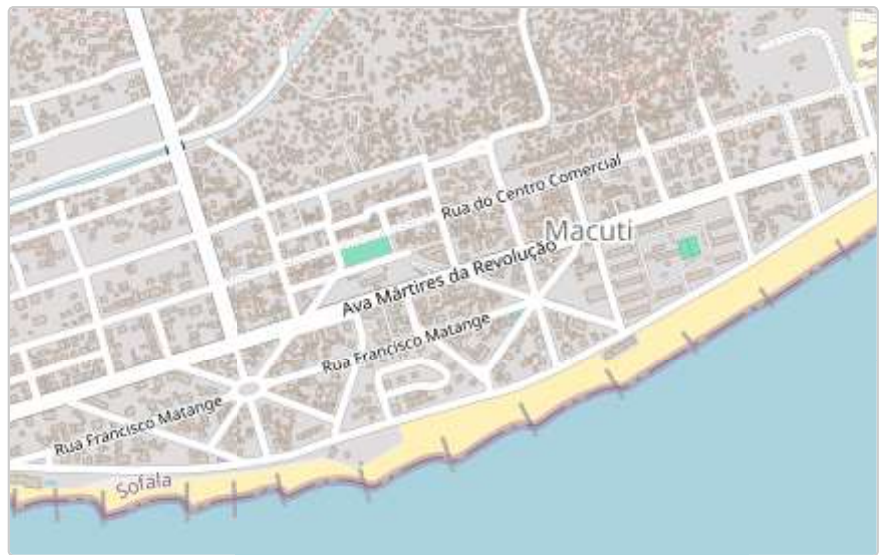 Rua do Centro Comercial
Macuti
Ava Mártires da Revolução
Rua Francisco Matange
Rua Francisco Matange
Sofala